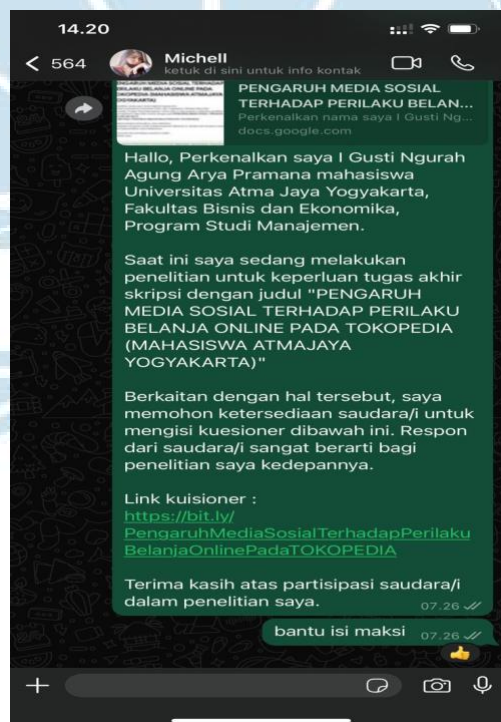 14.20
564
Michell
ketuk di sini untuk info kontak
PENGARUH MEDIA SOSIAL
TERHADAP PERILAKU BELAN...
Perkenalkan nama saya I Gusti Ng...
docs.google.com
Hallo, Perkenalkan saya I Gusti Ngurah
Agung Arya Pramana mahasiswa
Universitas Atma Jaya Yogyakarta,
Fakultas Bisnis dan Ekonomika,
Program Studi Manajemen.
Saat ini saya sedang melakukan
penelitian untuk keperluan tugas akhir
skripsi dengan judul "PENGARUH
MEDIA SOSIAL TERHADAP PERILAKU
BELANJA ONLINE PADA TOKOPEDIA
(MAHASISWA ATMAJAYA
YOGYAKARTA)"
Berkaitan dengan hal tersebut, saya
memohon ketersediaan saudara/i untuk
mengisi kuesioner dibawah ini. Respon
dari saudara/i sangat berarti bagi
penelitian saya kedepannya.
Link kuisioner :
https://bit.ly/
PengaruhMediaSosialTerhadapPerilaku
BelanjaOnlinePadaTOKOPEDIA
Terima kasih atas partisipasi saudara/i
dalam penelitian saya. 07.26
bantu isi maksi 07.26